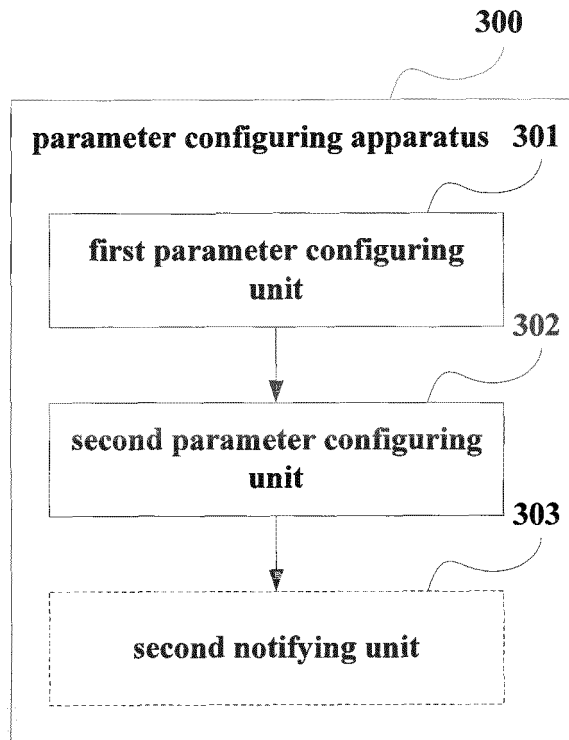 300
parameter configuring apparatus 301
first parameter configuring
unit
302
second parameter configuring
unit
303
second notifying unit